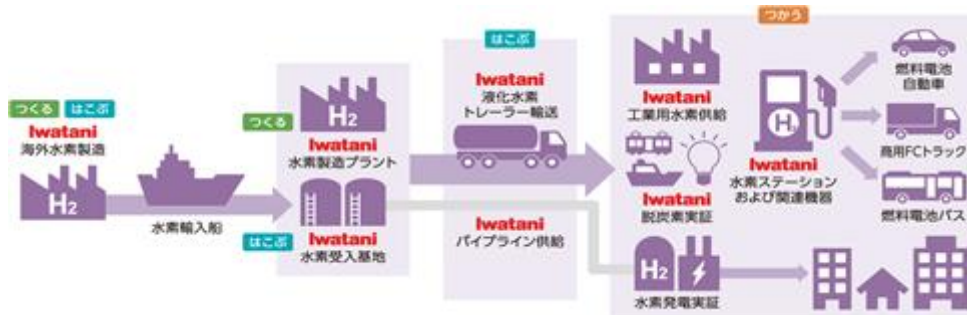 つくる
はこぶ
Iwatani
海外水素製造
H2
水素輸入船
つくる
H2
Iwatani
水素製造プラント
はこぶ
Iwatani
水素受入基地
はこぶ
Iwatani
液化水素
トレーラー輸送
Iwatani
パイプライン供給
つかう
Iwatani
工業用水素供給
Iwatani
脱炭素実証
H2
水素発電実証
H2
Iwatani
水素ステーション
および関連機器
燃料電池
自動車
商用FCトラック
燃料電池バス